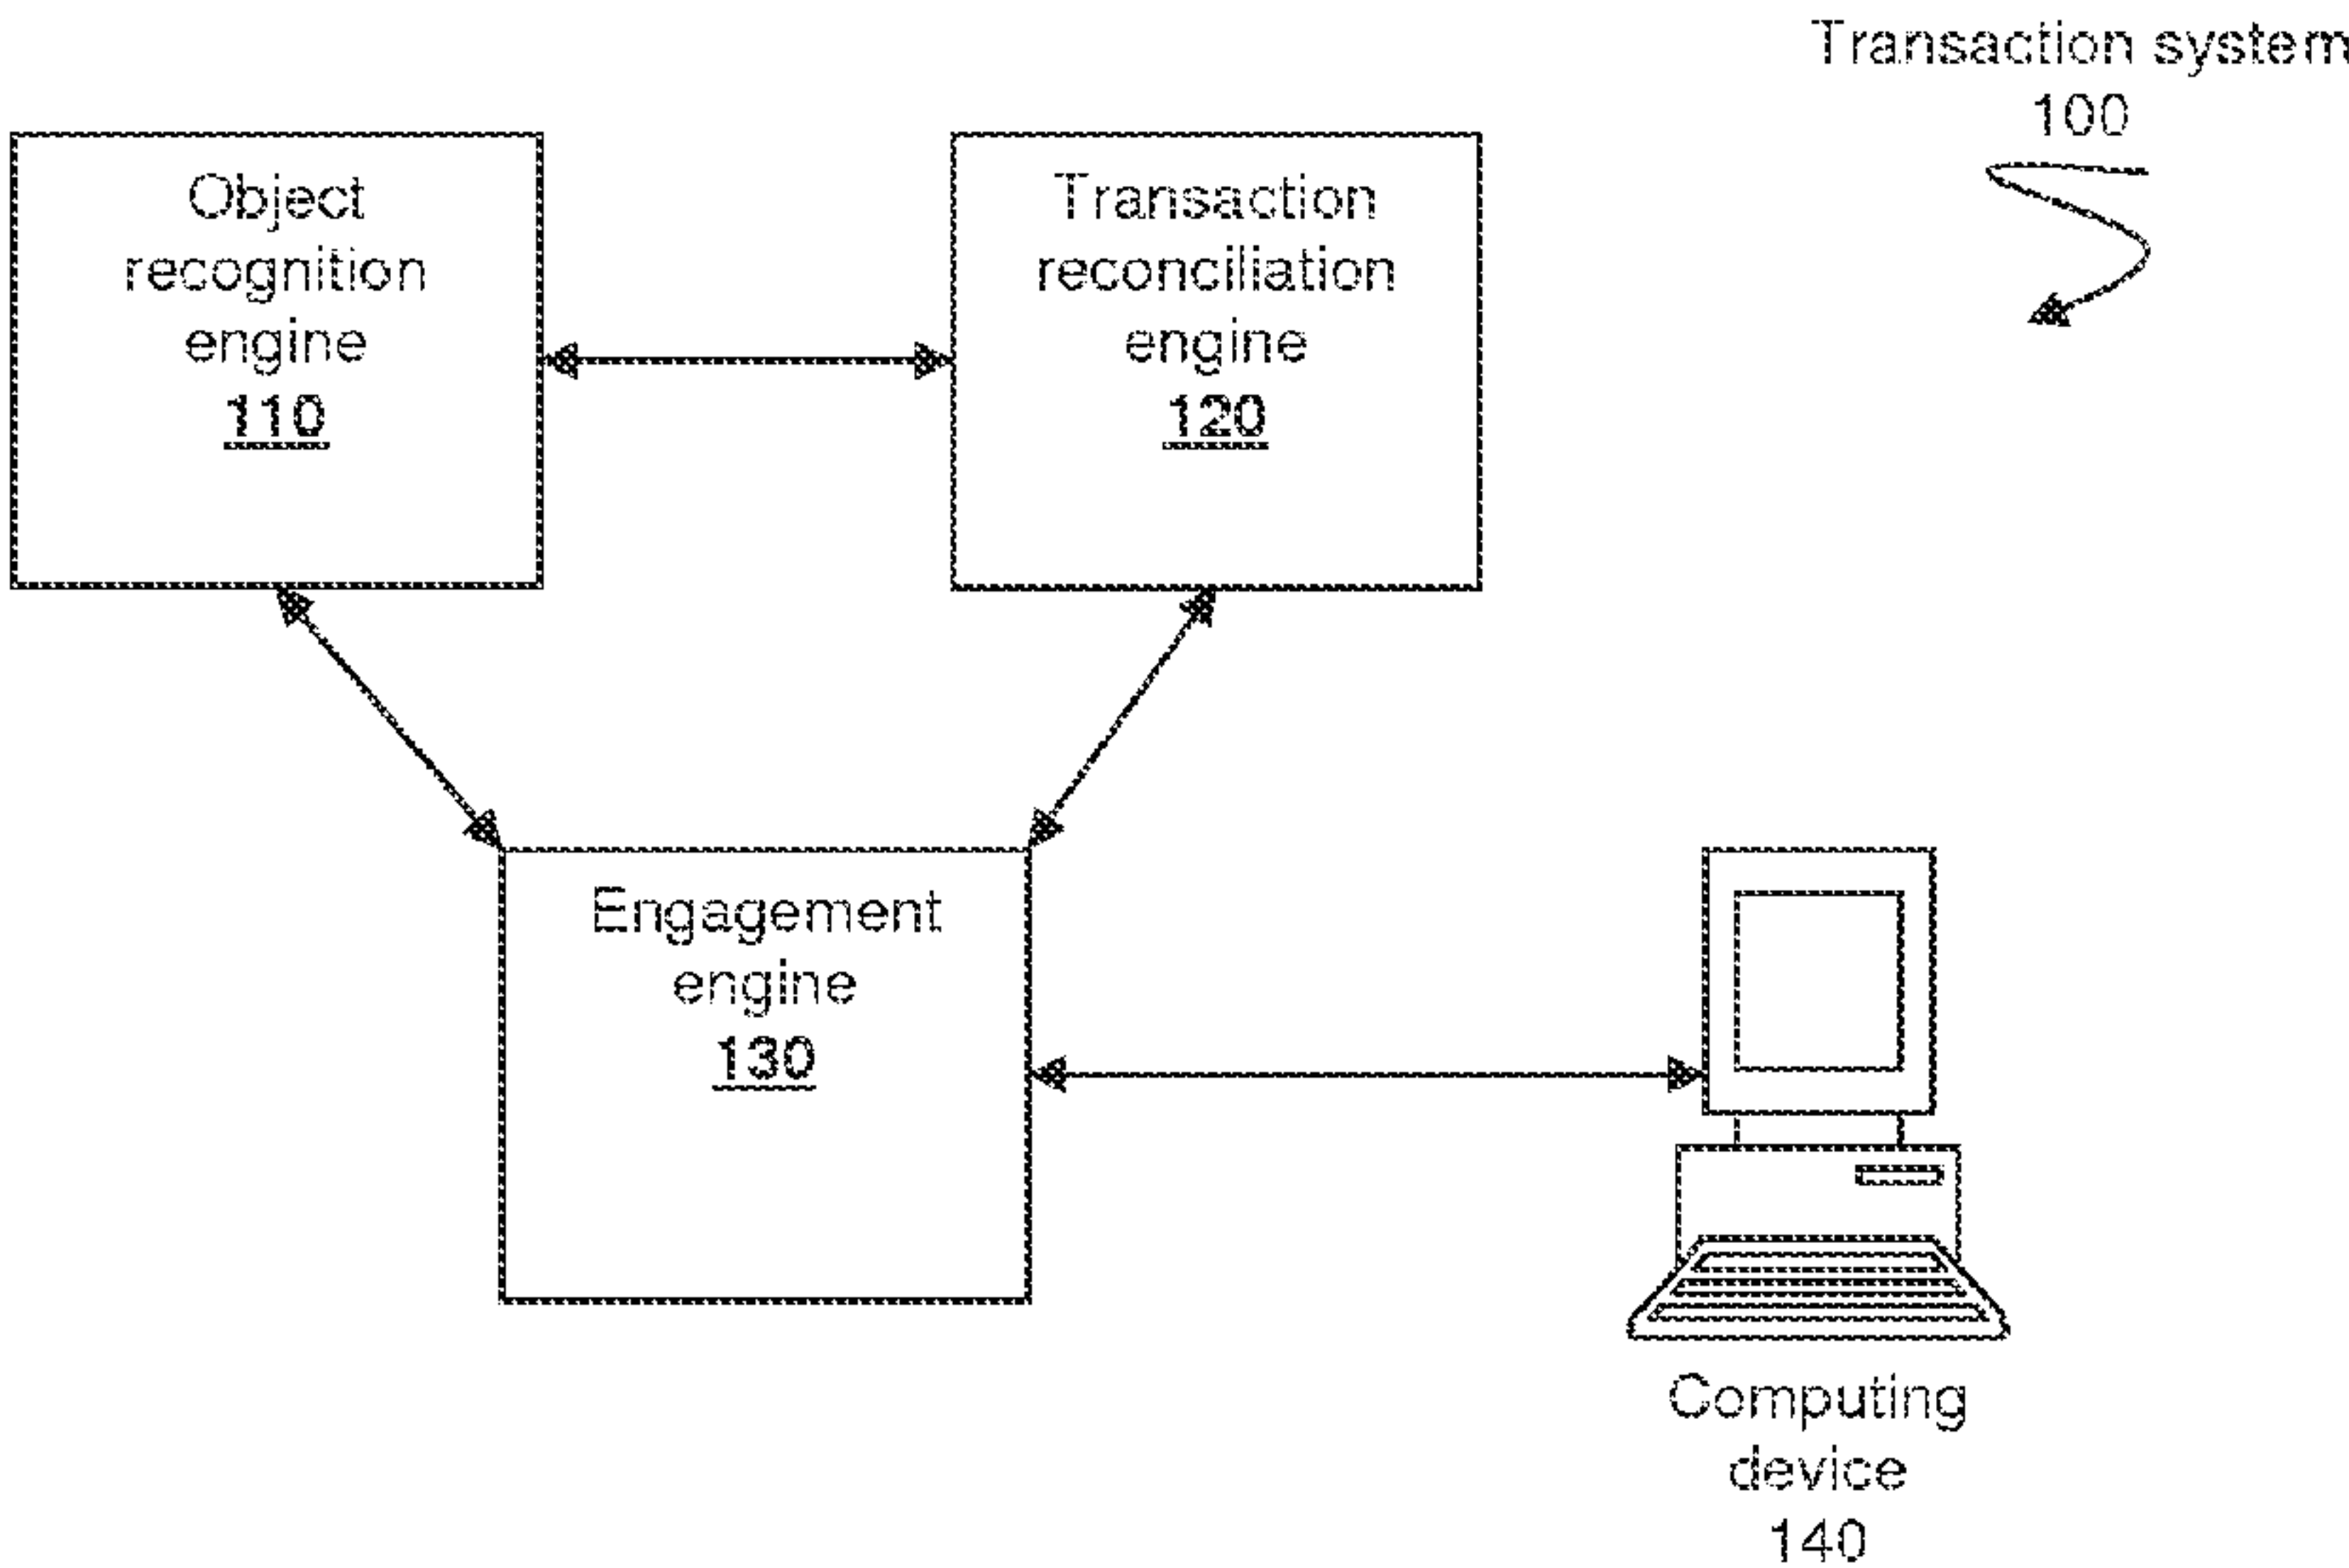 Transaction system
100
Object
recognition
engine
110
Transaction
reconciliation
engine
120
Engagement
engine
130
Computing
device
140